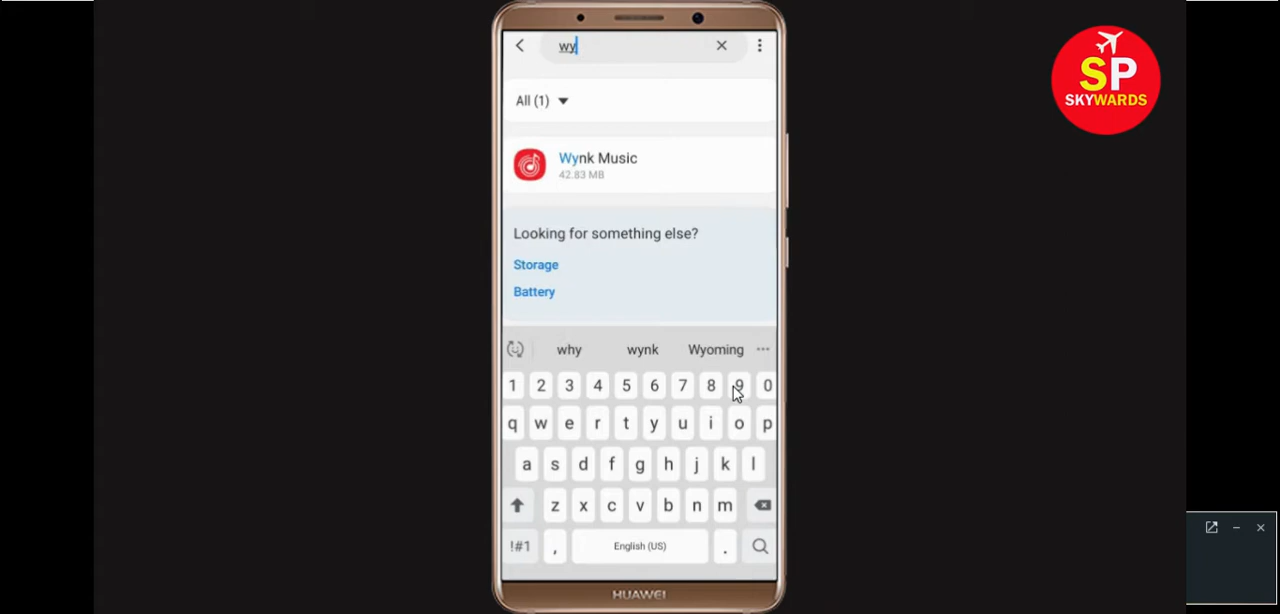 wy
All (1)
Wynk Music
42.83 MB
Looking for something else?
Storage
Battery
why wynk Wyoming
1 2 3 4 5 6 7 8 9 0
q w e r t y u i o p
a s d f g h j k l
z x c v b n m
!#1 , English (US) .
HUAWEI
SP
SKYWARDS